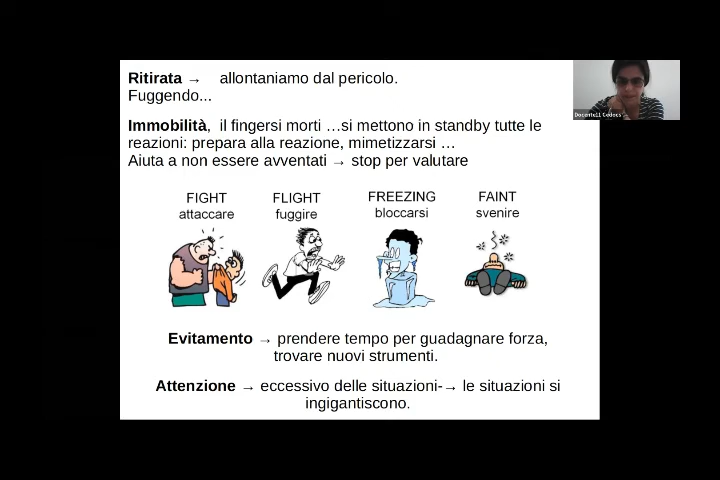 Ritirata → allontaniamo dal pericolo.
Fuggendo...
Immobilità, il fingersi morti …si mettono in standby tutte le
reazioni: prepara alla reazione, mimetizzarsi …
Aiuta a non essere avventati → stop per valutare
FIGHT
attaccare
FLIGHT
fuggire
FREEZING
bloccarsi
FAINT
svenire
Evitamento → prendere tempo per guadagnare forza,
trovare nuovi strumenti.
Attenzione → eccessivo delle situazioni-→ le situazioni si
ingigantiscono.
Docente11 Cedocs